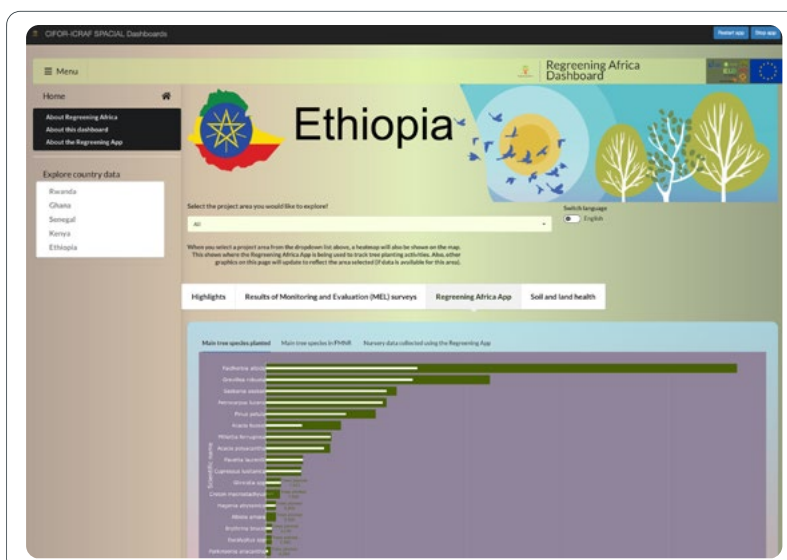 CIFOR-ICRAF SPACIAL Dashboards
Restart app
Stop app
Menu
Regreening Africa
Dashboard
Home
About Regreening Africa
About this dashboard
About the Regreening App
Explore country data
Rwanda
Ghana
Senegal
Kenya
Ethiopia
Ethiopia
Select the project area you would like to explore!
All
Switch language
English
When you select a project area from the dropdown list above, a heatmap will also be shown on the map.
This shows where the Regreening Africa App is being used to track tree planting activities. Also, other
graphics on this page will update to reflect the area selected (if data is available for this area).
Highlights
Results of Monitoring and Evaluation (MEL) surveys
Regreening Africa App
Soil and land health
Main tree species planted
Main tree species in FMNR
Nursery data collected using the Regreening App
Scientific name
Faidherbia albida
Grevillea robusta
Sesbania sesban
Pinus patula
Millettia ferruginea
Cupressus lusitanica
Croton macrostachyus
Hagenia abyssinica
Erythrina brucei
Eucalyptus spp